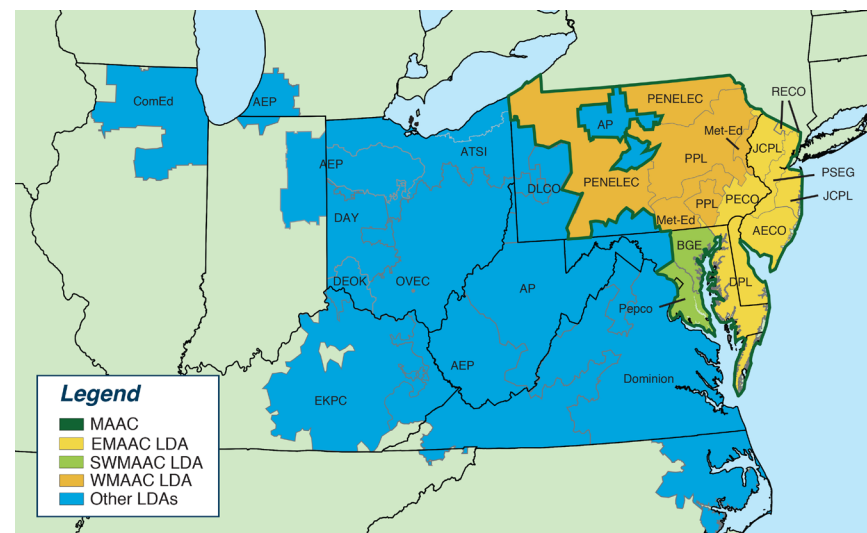 ComEd
AEP
PENELEC
RECO
AP
Met-Ed
JCPL
ATSI
AEP
PPL
PSEG
DLCO
PENELEC
PECO
JCPL
PPL
DAY
Met-Ed
AECO
BGE
DEOK
OVEC
AP
DPL
Pepco
AEP
Dominion
EKPC
Legend
MAAC
EMAAC LDA
SWMAAC LDA
WMAAC LDA
Other LDAs